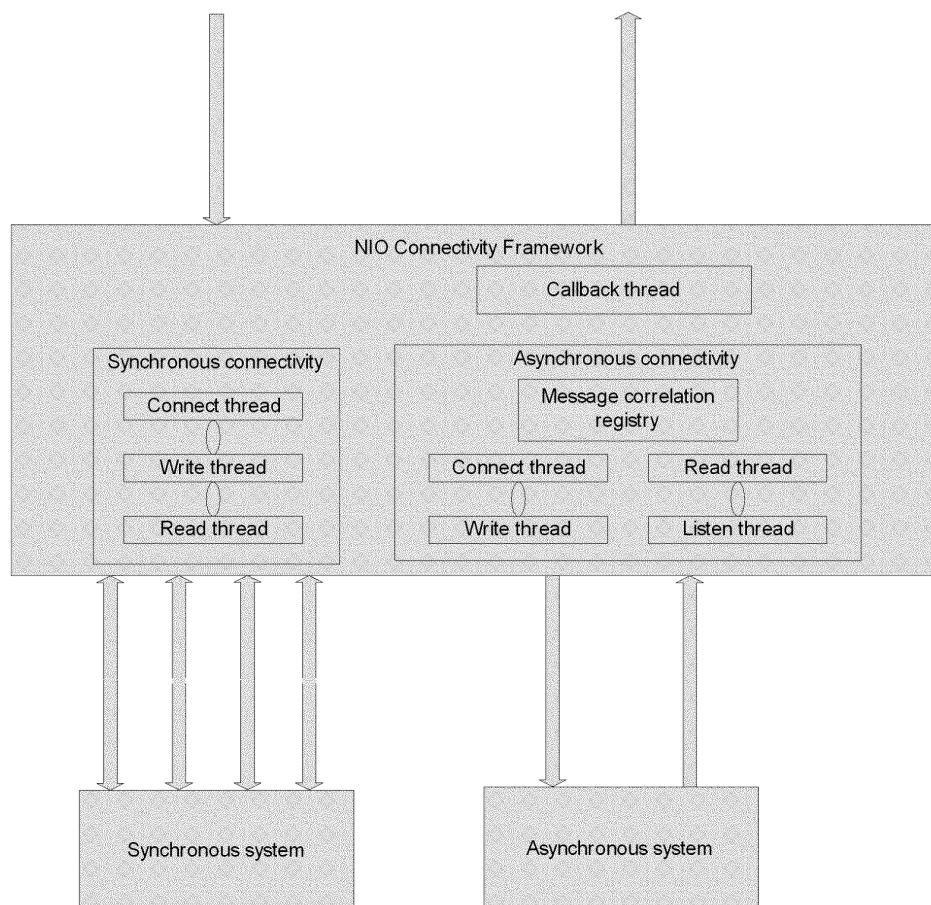 NIO Connectivity Framework
Callback thread
Synchronous connectivity
Connect thread
Write thread
Read thread
Asynchronous connectivity
Message correlation
registry
Connect thread
Write thread
Read thread
Listen thread
Synchronous system
Asynchronous system